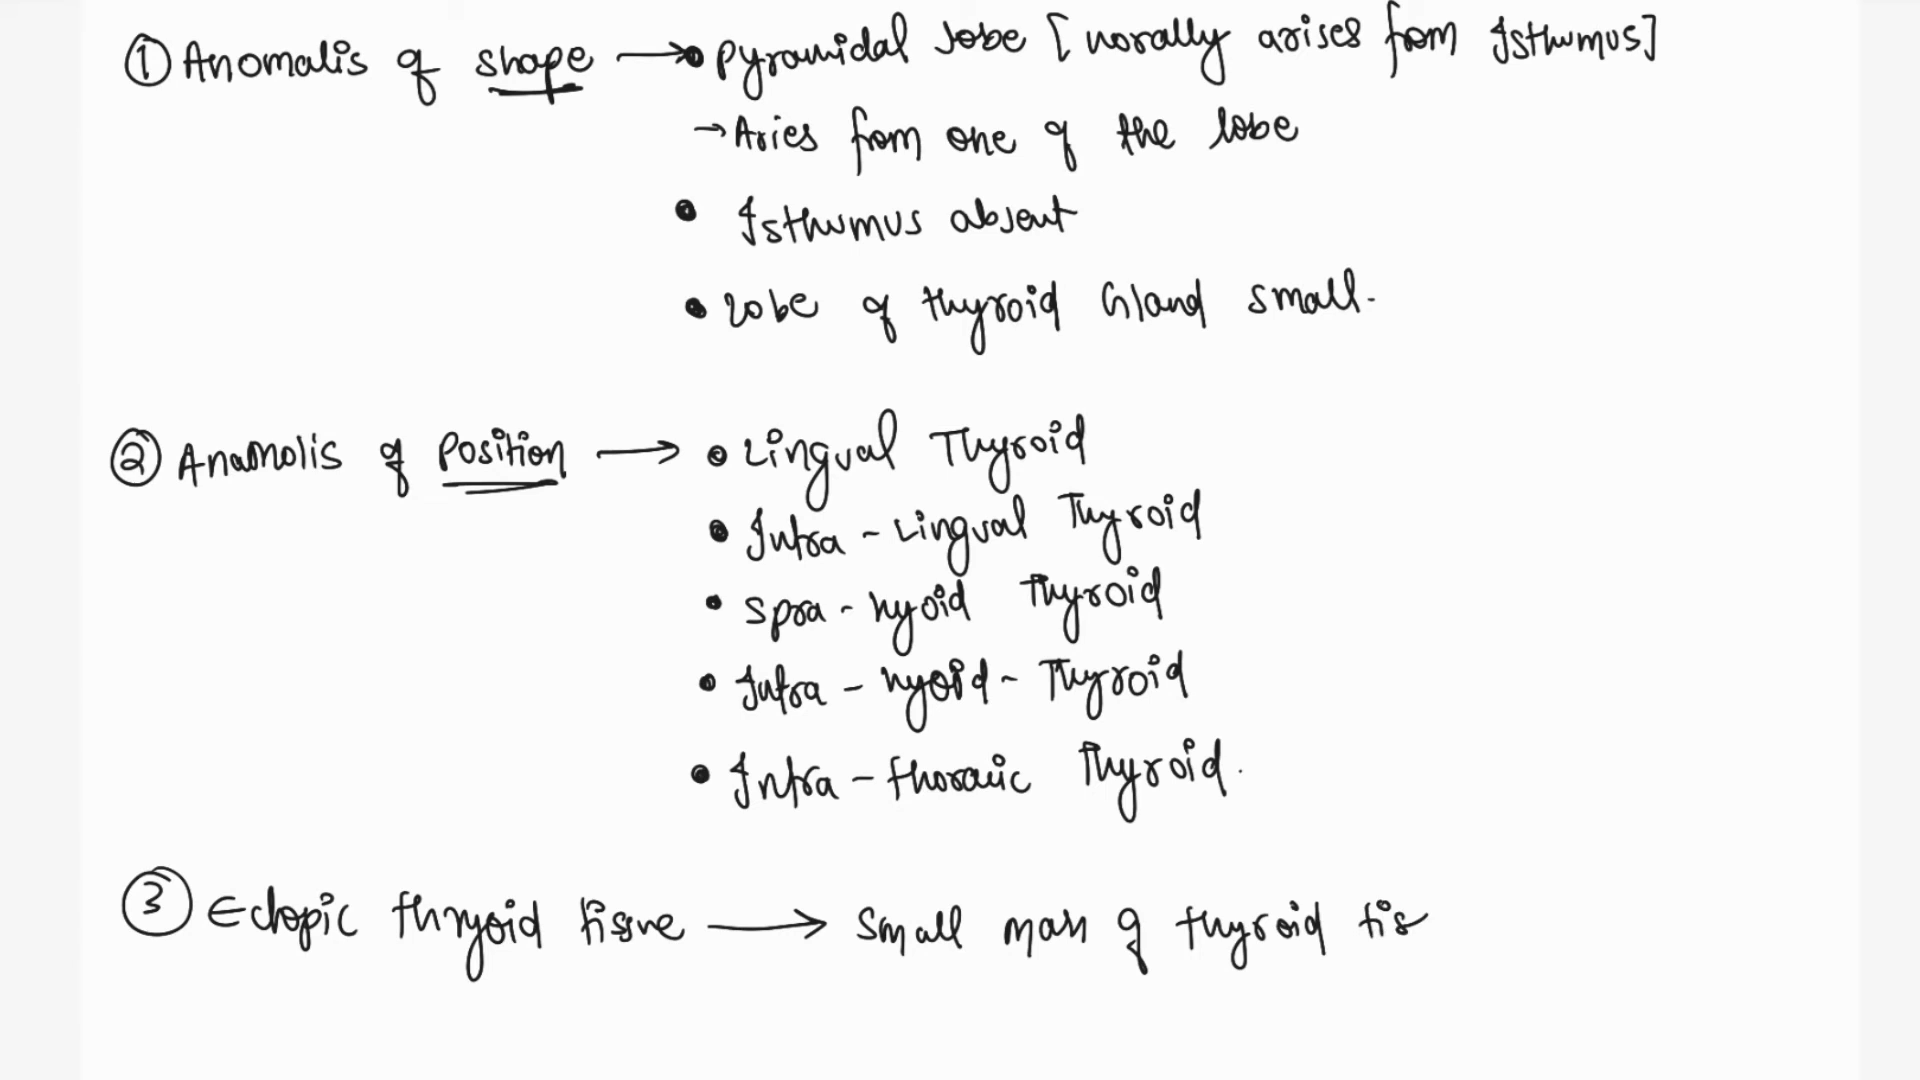 ① Anomalis of shape → • pyramidal lobe [norally arises from Isthumus]
→ Aries from one of the lobe
• Isthumus absent
• Lobe of thyroid Gland small.
② Anamolis of Position → • Lingual Thyroid
• Intra - Lingual Thyroid
• Spra - hyoid Thyroid
• Infra - hyoid - Thyroid
• Intra - thoracic Thyroid.
③ Ectopic thryoid tissue → Small mass of thyroid tis